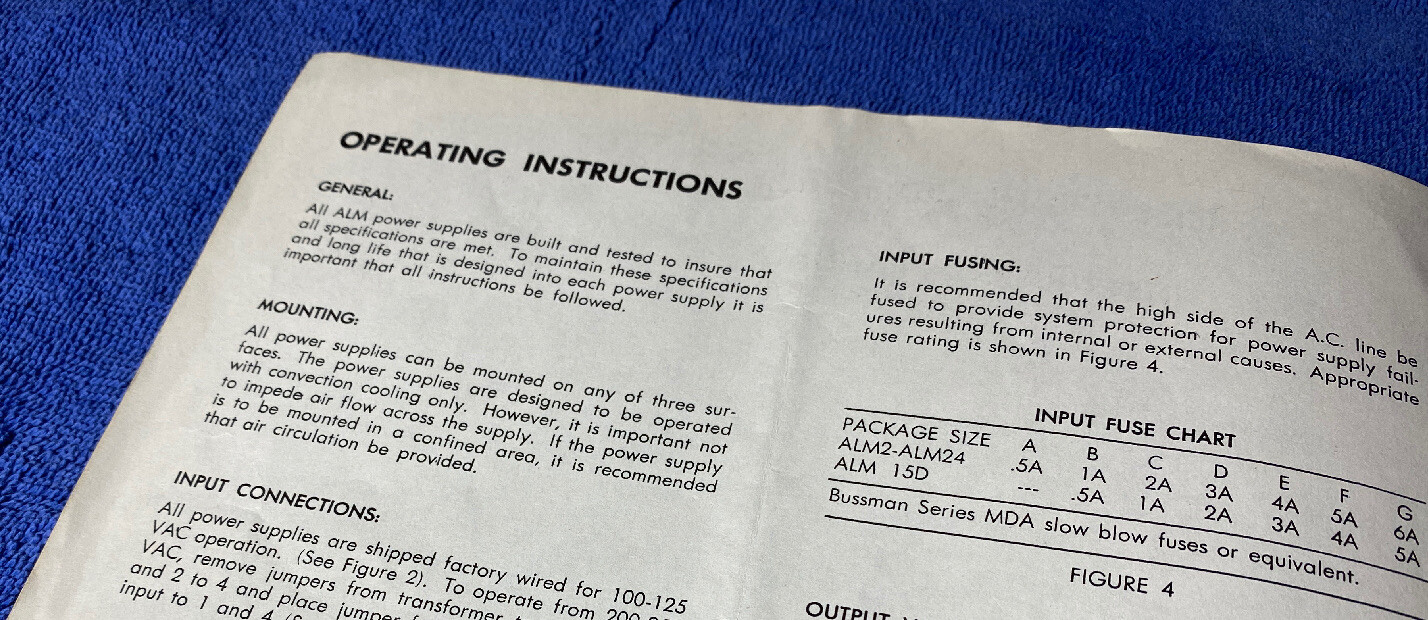 OPERATING INSTRUCTIONS
GENERAL:
All ALM power supplies are built and tested to insure that
all specifications are met. To maintain these specifications
and long life that is designed into each power supply it is
important that all instructions be followed.
MOUNTING:
All power supplies can be mounted on any of three sur-
faces. The power supplies are designed to be operated
with convection cooling only. However, it is important not
to impede air flow across the supply. If the power supply
is to be mounted in a confined area, it is recommended
that air circulation be provided.
INPUT CONNECTIONS:
All power supplies are shipped factory wired for 100-125
VAC operation. (See Figure 2). To operate from
VAC, remove jumpers from transformer
and 2 to 4 and place jumper
input to 1 and 4
INPUT FUSING:
It is recommended that the high side of the A.C. line be
fused to provide system protection for power supply fail-
ures resulting from internal or external causes. Appropriate
fuse rating is shown in Figure 4.
INPUT FUSE CHART
PACKAGE SIZE A B C D E F G
ALM2-ALM24 .5A 1A 2A 3A 4A 5A 6A
ALM 15D --- .5A 1A 2A 3A 4A 5A
Bussman Series MDA slow blow fuses or equivalent.
FIGURE 4
OUTPUT